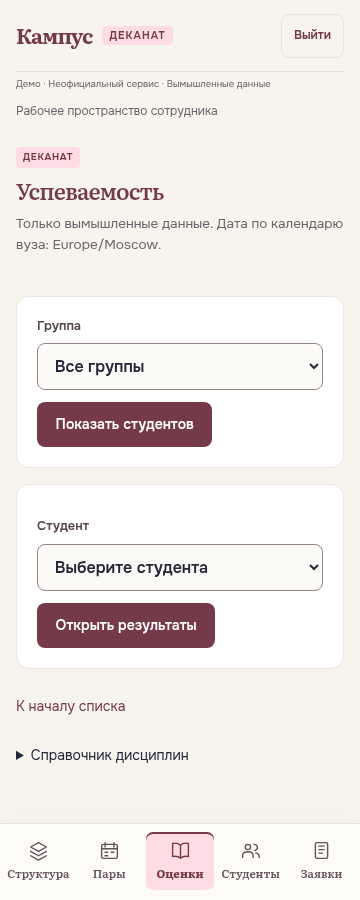 Кампус ДЕКАНАТ Выйти
Демо · Неофициальный сервис · Вымышленные данные
Рабочее пространство сотрудника
ДЕКАНАТ
Успеваемость
Только вымышленные данные. Дата по календарю
вуза: Europe/Moscow.
Группа
Все группы
Показать студентов
Студент
Выберите студента
Открыть результаты
К началу списка
Справочник дисциплин
Структура Пары Оценки Студенты Заявки